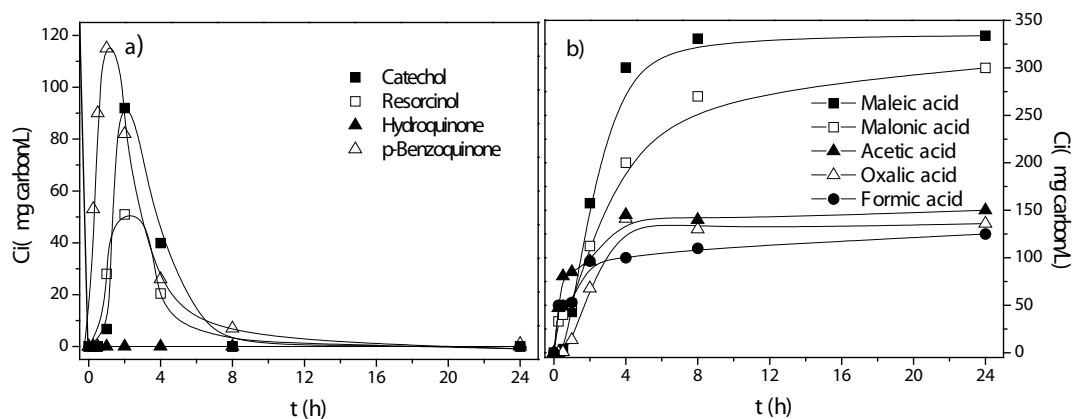 a)
120
100
80
60
40
20
0
Ci( mg carbon/L)
Catechol
Resorcinol
Hydroquinone
p-Benzoquinone
0 4 8 12 16 20 24
t (h)
b)
350
300
250
200
150
100
50
0
Ci( mg carbon/L)
Maleic acid
Malonic acid
Acetic acid
Oxalic acid
Formic acid
0 4 8 12 16 20 24
t (h)